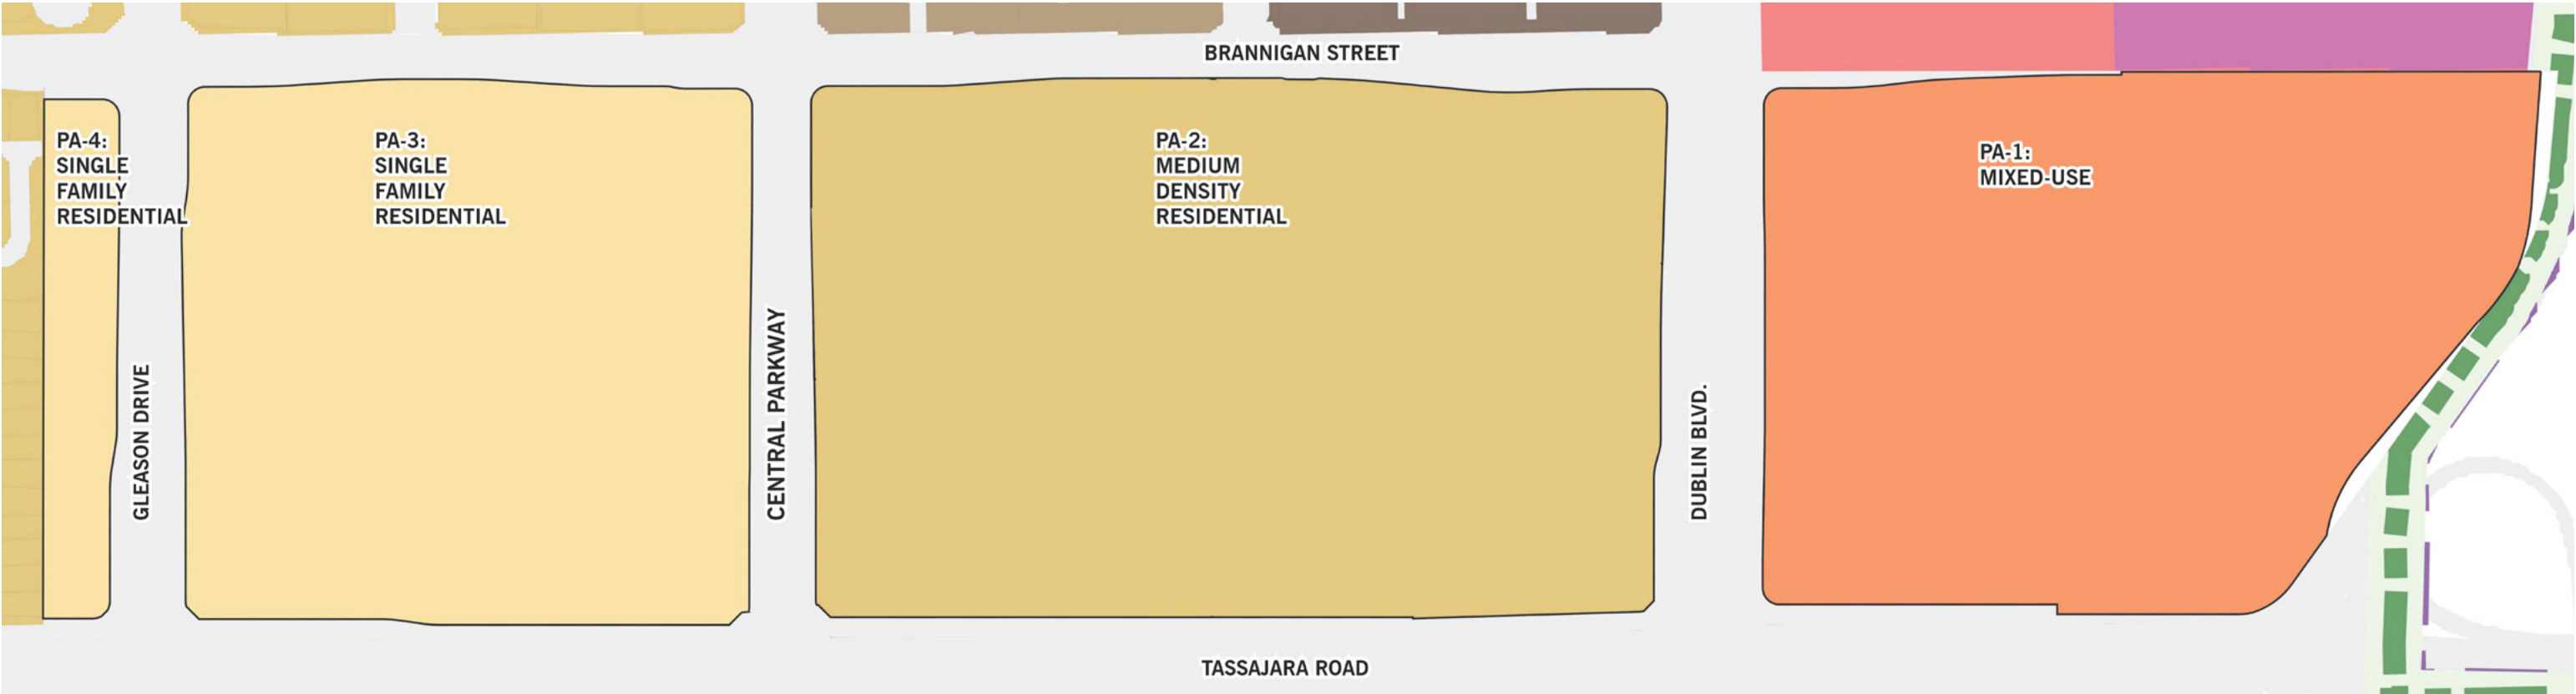 BRANNIGAN STREET
PA-4:
SINGLE
FAMILY
RESIDENTIAL
PA-3:
SINGLE
FAMILY
RESIDENTIAL
PA-2:
MEDIUM
DENSITY
RESIDENTIAL
PA-1:
MIXED-USE
GLEASON DRIVE
CENTRAL PARKWAY
DUBLIN BLVD.
TASSAJARA ROAD